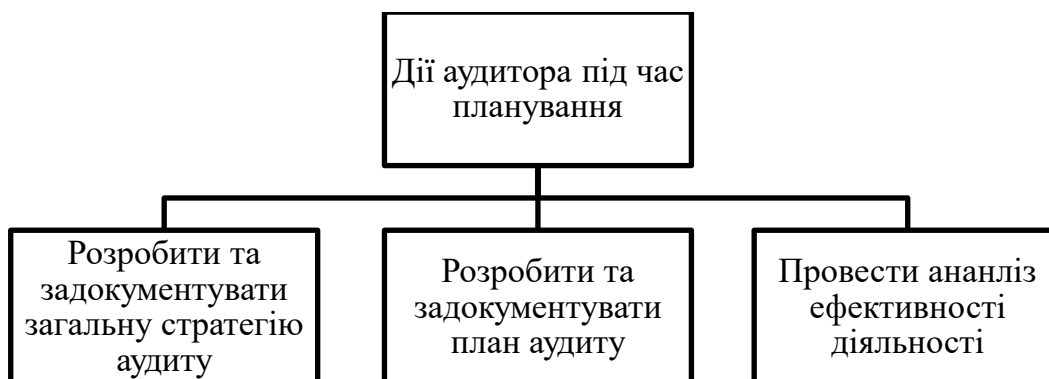 Дії аудитора під час
планування
Розробити та
задокументувати
загальну стратегію
аудиту
Розробити та
задокументувати
план аудиту
Провести ананліз
ефективності
діяльності